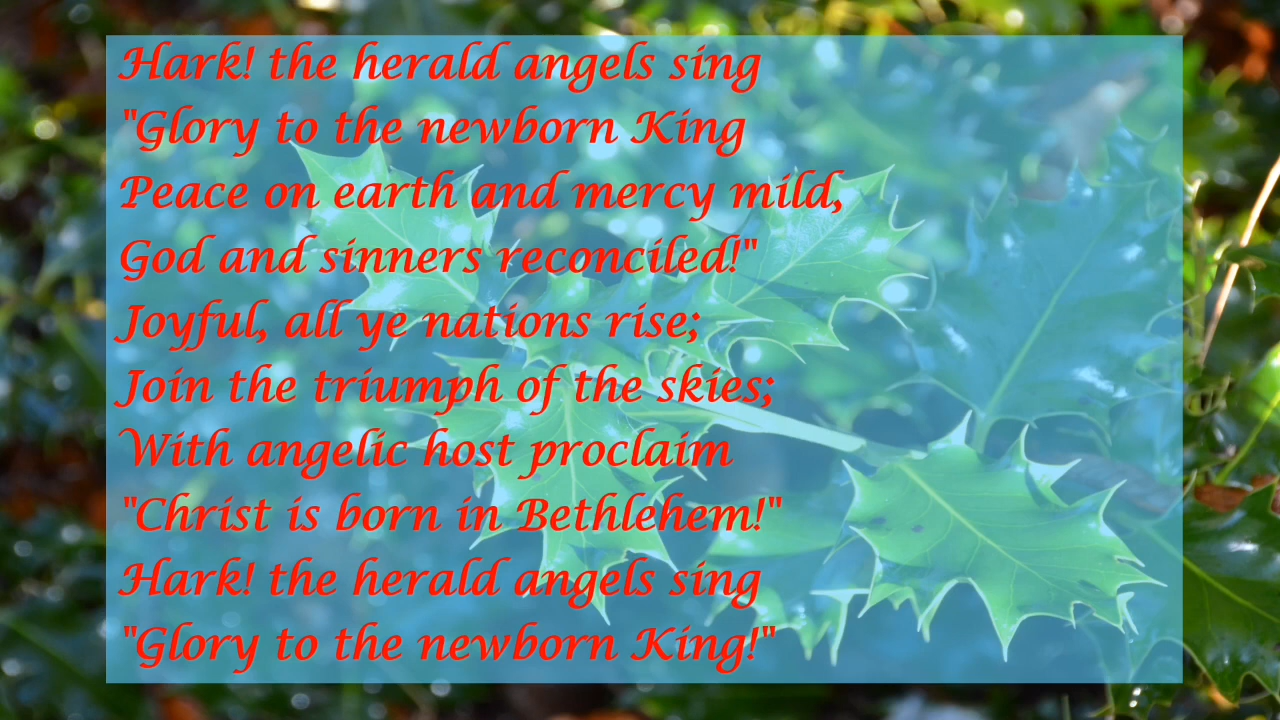 Hark! the herald angels sing
"Glory to the newborn King
Peace on earth and mercy mild,
God and sinners reconciled!"
Joyful, all ye nations rise;
Join the triumph of the skies;
With angelic host proclaim
"Christ is born in Bethlehem!"
Hark! the herald angels sing
"Glory to the newborn King!"